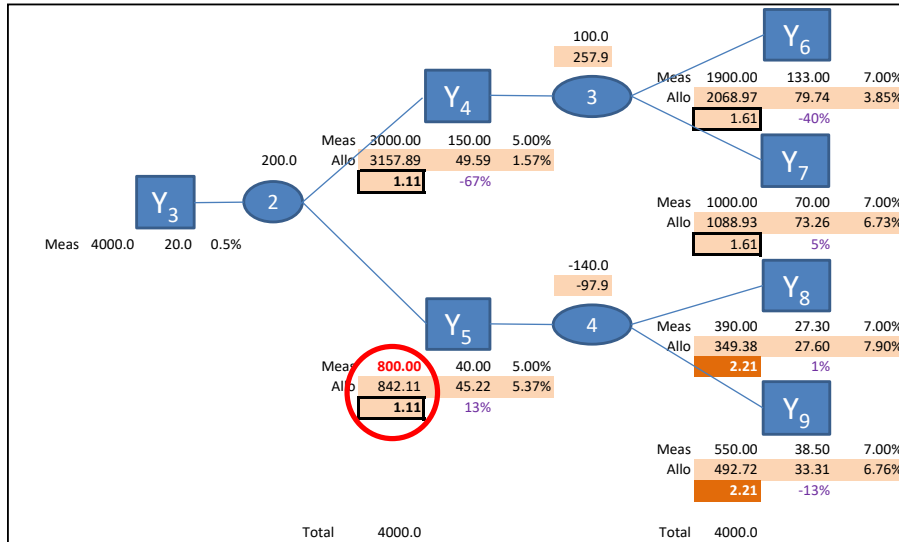 100.0
257.9
Y6
Meas 1900.00 133.00 7.00%
Allo 2068.97 79.74 3.85%
1.61 -40%
Y4
3
Meas 3000.00 150.00 5.00%
Allo 3157.89 49.59 1.57%
1.11 -67%
Y7
Meas 1000.00 70.00 7.00%
Allo 1088.93 73.26 6.73%
1.61 5%
200.0
Y3
2
Meas 4000.0 20.0 0.5%
-140.0
-97.9
Y8
Meas 390.00 27.30 7.00%
Allo 349.38 27.60 7.90%
2.21 1%
Y5
4
Meas 800.00 40.00 5.00%
Allo 842.11 45.22 5.37%
1.11 13%
Y9
Meas 550.00 38.50 7.00%
Allo 492.72 33.31 6.76%
2.21 -13%
Total 4000.0
Total 4000.0